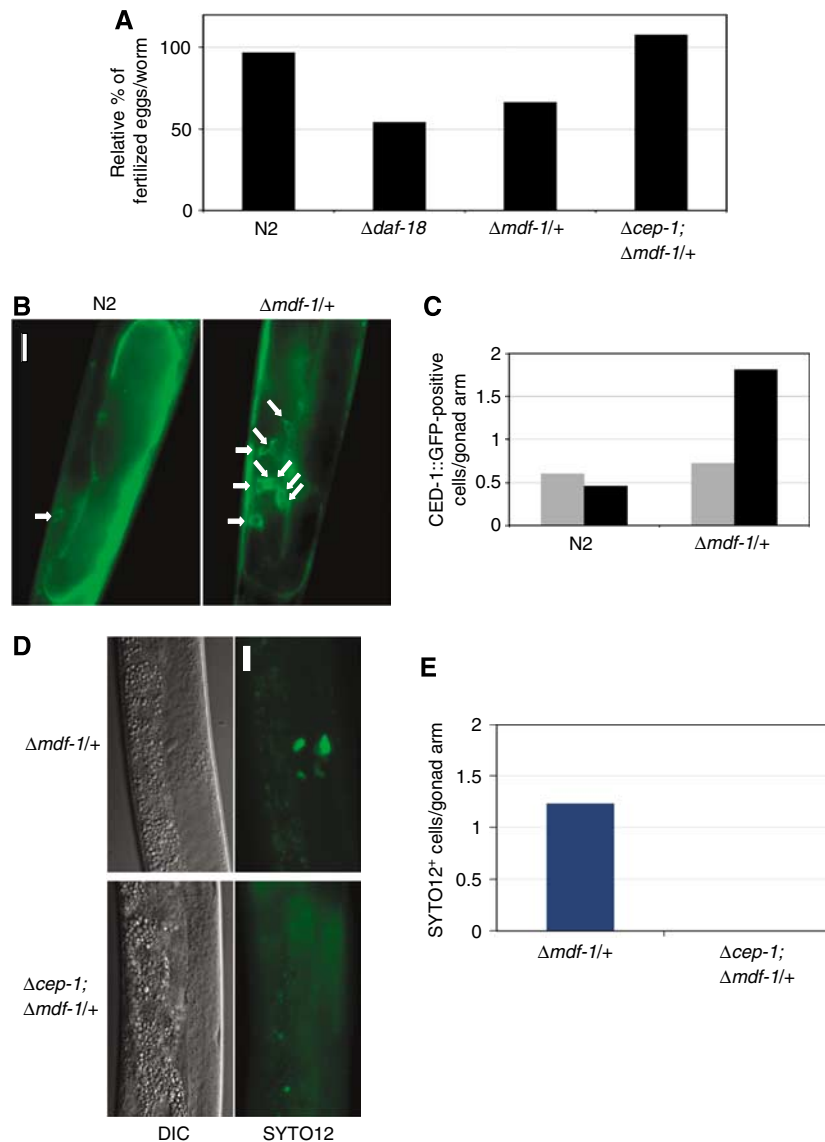 A
Relative % of
fertilized eggs/worm
100
50
0
N2
Δdaf-18
Δmdf-1/+
Δcep-1;
Δmdf-1/+
B
N2
Δmdf-1/+
C
CED-1::GFP-positive
cells/gonad arm
2
1.5
1
0.5
0
N2
Δmdf-1/+
D
Δmdf-1/+
Δcep-1;
Δmdf-1/+
DIC
SYTO12
E
SYTO12⁺ cells/gonad arm
2
1.5
1
0.5
0
Δmdf-1/+
Δcep-1;
Δmdf-1/+